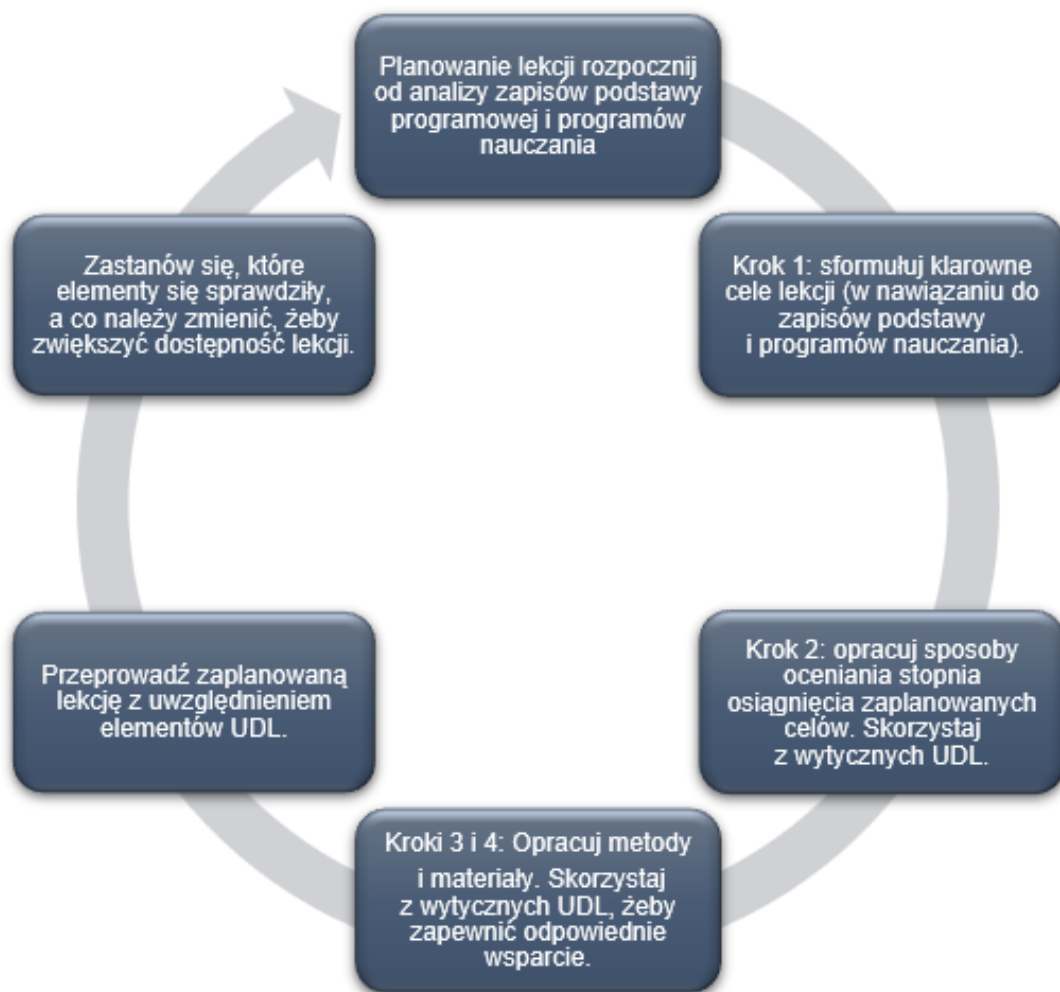 Planowanie lekcji rozpocznij
od analizy zapisów podstawy
programowej i programów
nauczania
Krok 1: sformułuj klarowne
cele lekcji (w nawiązaniu do
zapisów podstawy
i programów nauczania).
Krok 2: opracuj sposoby
oceniania stopnia
osiągnięcia zaplanowanych
celów. Skorzystaj
z wytycznych UDL.
Kroki 3 i 4: Opracuj metody
i materiały. Skorzystaj
z wytycznych UDL, żeby
zapewnić odpowiednie
wsparcie.
Przeprowadź zaplanowaną
lekcję z uwzględnieniem
elementów UDL.
Zastanów się, które
elementy się sprawdziły,
a co należy zmienić, żeby
zwiększyć dostępność lekcji.